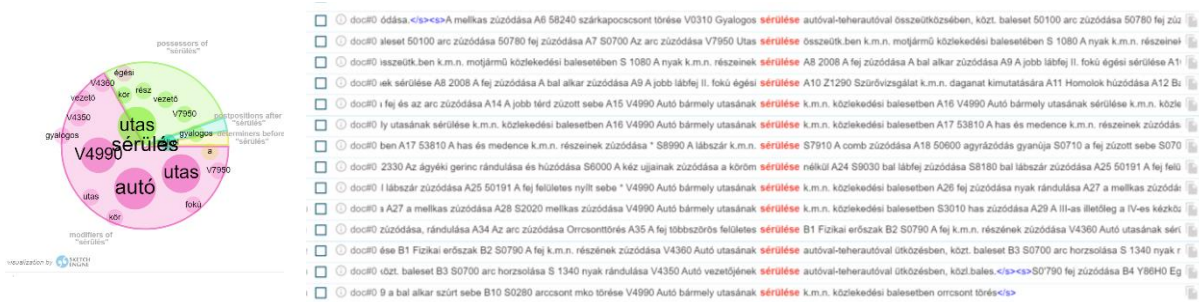 possessors of
"sérülés"
égési
V4360
vezető
kör
rész
vezető
V4350
V7950
gyalogos
utas
gyalogos
postpositions after
"sérülés"
determiners before
"sérülés"
sérülés
V4990
a
utas
V7950
autó
utas
fokú
kör
modifiers of
"sérülés"
visualization by SKETCH ENGINE
doc#0 ódása.</s><s>A mellkas zúzódása A6 58240 szárkapocscsont törése V0310 Gyalogos sérülése autóval-teherautóval összeütközsében, közt. baleset 50100 arc zúzódása 50780 fej zúz
doc#0 aleset 50100 arc zúzódása 50780 fej zúzódása A7 S0700 Az arc zúzódása V7950 Utas sérülése összeütk.ben k.m.n. motjármű közlekedési balesetében S 1080 A nyak k.m.n. részeinek
doc#0 isszeütk.ben k.m.n. motjármű közlekedési balesetében S 1080 A nyak k.m.n. részeinek sérülése A8 2008 A fej zúzódása A bal alkar zúzódása A9 A jobb lábfej II. fokú égési sérülése A1
doc#0 ek sérülése A8 2008 A fej zúzódása A bal alkar zúzódása A9 A jobb lábfej II. fokú égési sérülése A10 Z1290 Szűrővizsgálat k.m.n. daganat kimutatására A11 Homolok húzódása A12 Ba
doc#0 a fej és az arc zúzódása A14 A jobb térd zúzott sebe A15 V4990 Autó bármely utasának sérülése k.m.n. közlekedési balesetben A16 V4990 Autó bármely utasának sérülése k.m.n. közle
doc#0 ly utasának sérülése k.m.n. közlekedési balesetben A16 V4990 Autó bármely utasának sérülése k.m.n. közlekedési balesetben A17 53810 A has és medence k.m.n. részeinek zúzódás
doc#0 ben A17 53810 A has és medence k.m.n. részeinek zúzódása * S8990 A lábszár k.m.n. sérülése S7910 A comb zúzódása A18 50600 agyrázódás gyanúja S0710 a fej zúzott sebe S070
doc#0 2330 Az ágyéki gerinc rándulása és húzódása S6000 A kéz ujjainak zúzódása a köröm sérülése nélkül A24 S9030 bal lábfej zúzódása S8180 bal lábszár zúzódása A25 50191 A fej felü
doc#0 l lábszár zúzódása A25 50191 A fej felületes nyílt sebe * V4990 Autó bármely utasának sérülése k.m.n. közlekedési balesetben A26 fej zúzódása nyak rándulása A27 a mellkas zúzódás
doc#0 a A27 a mellkas zúzódása A28 S2020 mellkas zúzódása V4990 Autó bármely utasának sérülése k.m.n. közlekedési balesetben S3010 has zúzódása A29 A III-as illetőleg a IV-es kézköz
doc#0 zúzódása, rándulása A34 Az arc zúzódása Orrcsonttörés A35 A fej többszörös felületes sérülése B1 Fizikai erőszak B2 S0790 A fej k.m.n. részének zúzódása V4360 Autó utasának séri
doc#0 ése B1 Fizikai erőszak B2 S0790 A fej k.m.n. részének zúzódása V4360 Autó utasának sérülése autóval-teherautóval ütközésben, közt. baleset B3 S0700 arc horzsolása S 1340 nyak r
doc#0 közt. baleset B3 S0700 arc horzsolása S 1340 nyak rándulása V4350 Autó vezetőjének sérülése autóval-teherautóval ütközésben, közl.bales.</s><s>S0'790 fej zúzódása B4 Y86H0 Eg
doc#0 9 a bal alkar szúrt sebe B10 S0280 arccsont mko törése V4990 Autó bármely utasának sérülése k.m.n. közlekedési balesetben orrcsont törés</s>